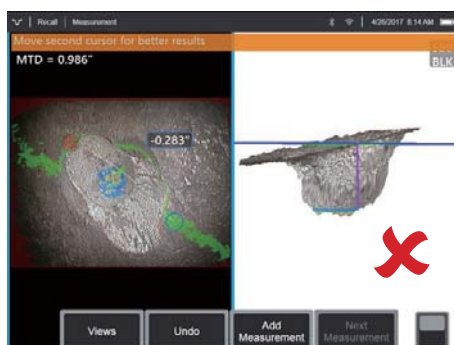 Recall | Measurement
4/26/2017 8:14 AM
Move second cursor for better results
MTD = 0.986"
BLK
-0.283"
Views
Undo
Add Measurement
Next Measurement